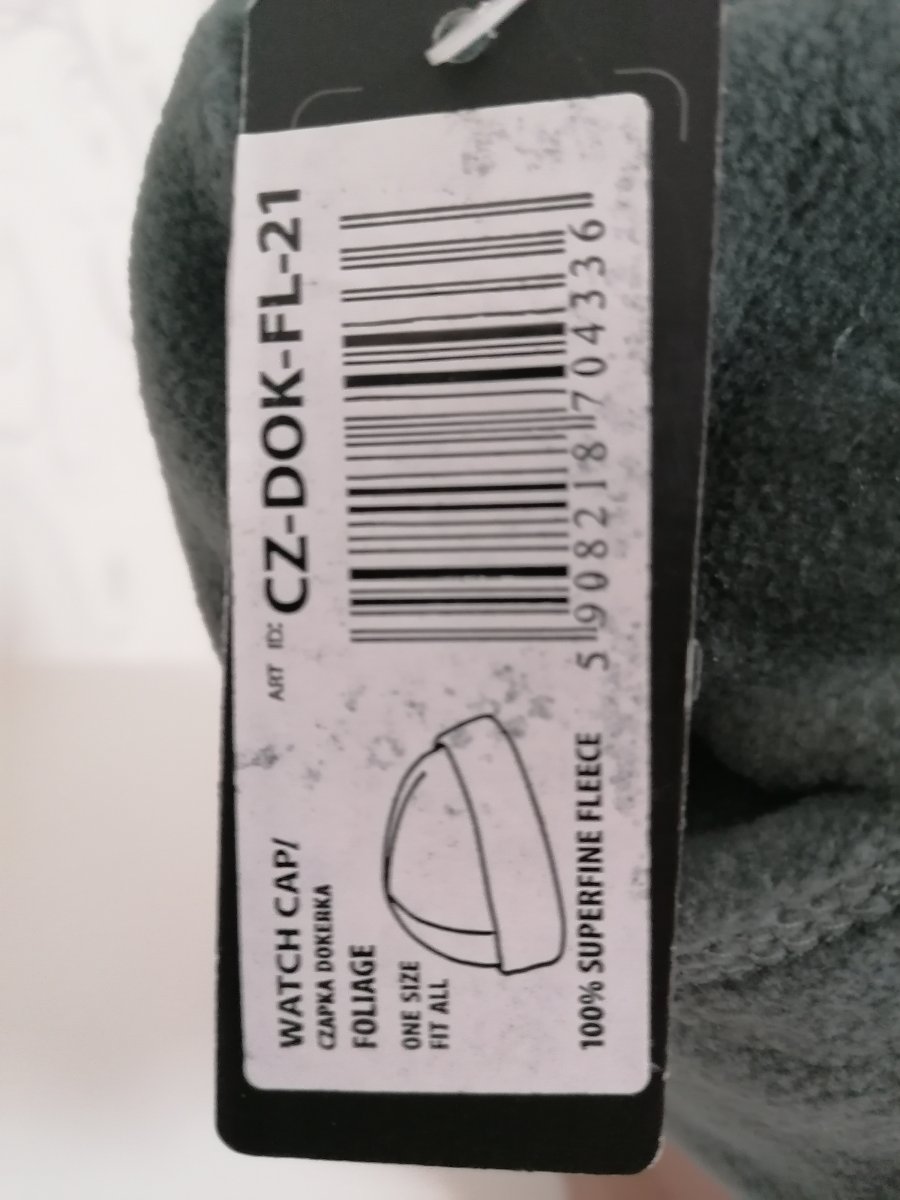 WATCH CAP/
CZAPKA DOKERKA
FOLIAGE
ONE SIZE
FIT ALL
100% SUPERFINE FLEECE
ART ID: CZ-DOK-FL-21
5 908218 704336